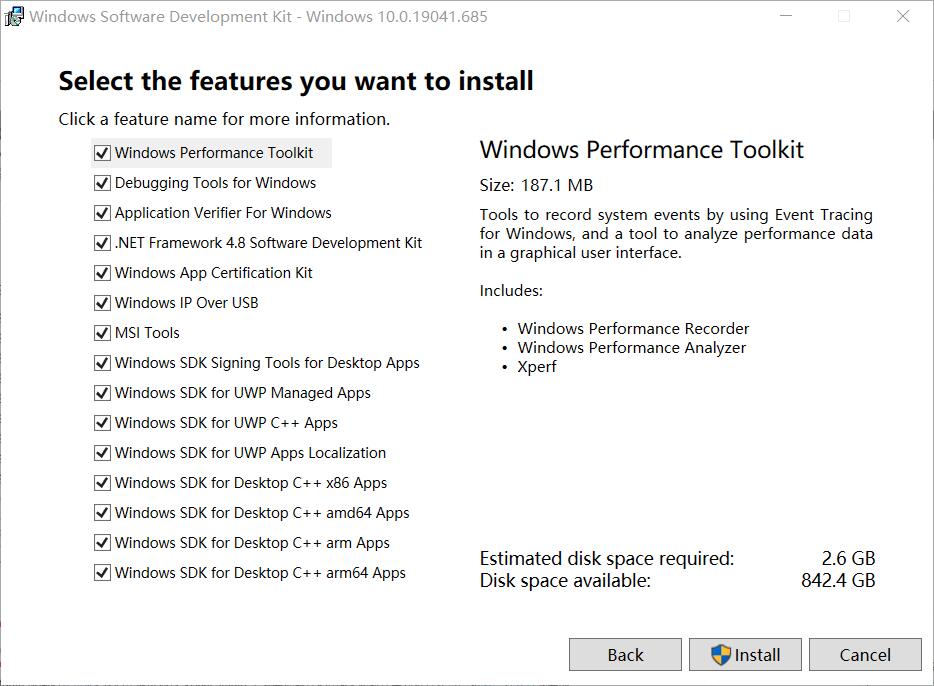 Windows Software Development Kit - Windows 10.0.19041.685
Select the features you want to install
Click a feature name for more information.
Windows Performance Toolkit
Debugging Tools for Windows
Application Verifier For Windows
.NET Framework 4.8 Software Development Kit
Windows App Certification Kit
Windows IP Over USB
MSI Tools
Windows SDK Signing Tools for Desktop Apps
Windows SDK for UWP Managed Apps
Windows SDK for UWP C++ Apps
Windows SDK for UWP Apps Localization
Windows SDK for Desktop C++ x86 Apps
Windows SDK for Desktop C++ amd64 Apps
Windows SDK for Desktop C++ arm Apps
Windows SDK for Desktop C++ arm64 Apps
Windows Performance Toolkit
Size: 187.1 MB
Tools to record system events by using Event Tracing
for Windows, and a tool to analyze performance data
in a graphical user interface.
Includes:
• Windows Performance Recorder
• Windows Performance Analyzer
• Xperf
Estimated disk space required: 2.6 GB
Disk space available: 842.4 GB
Back
Install
Cancel